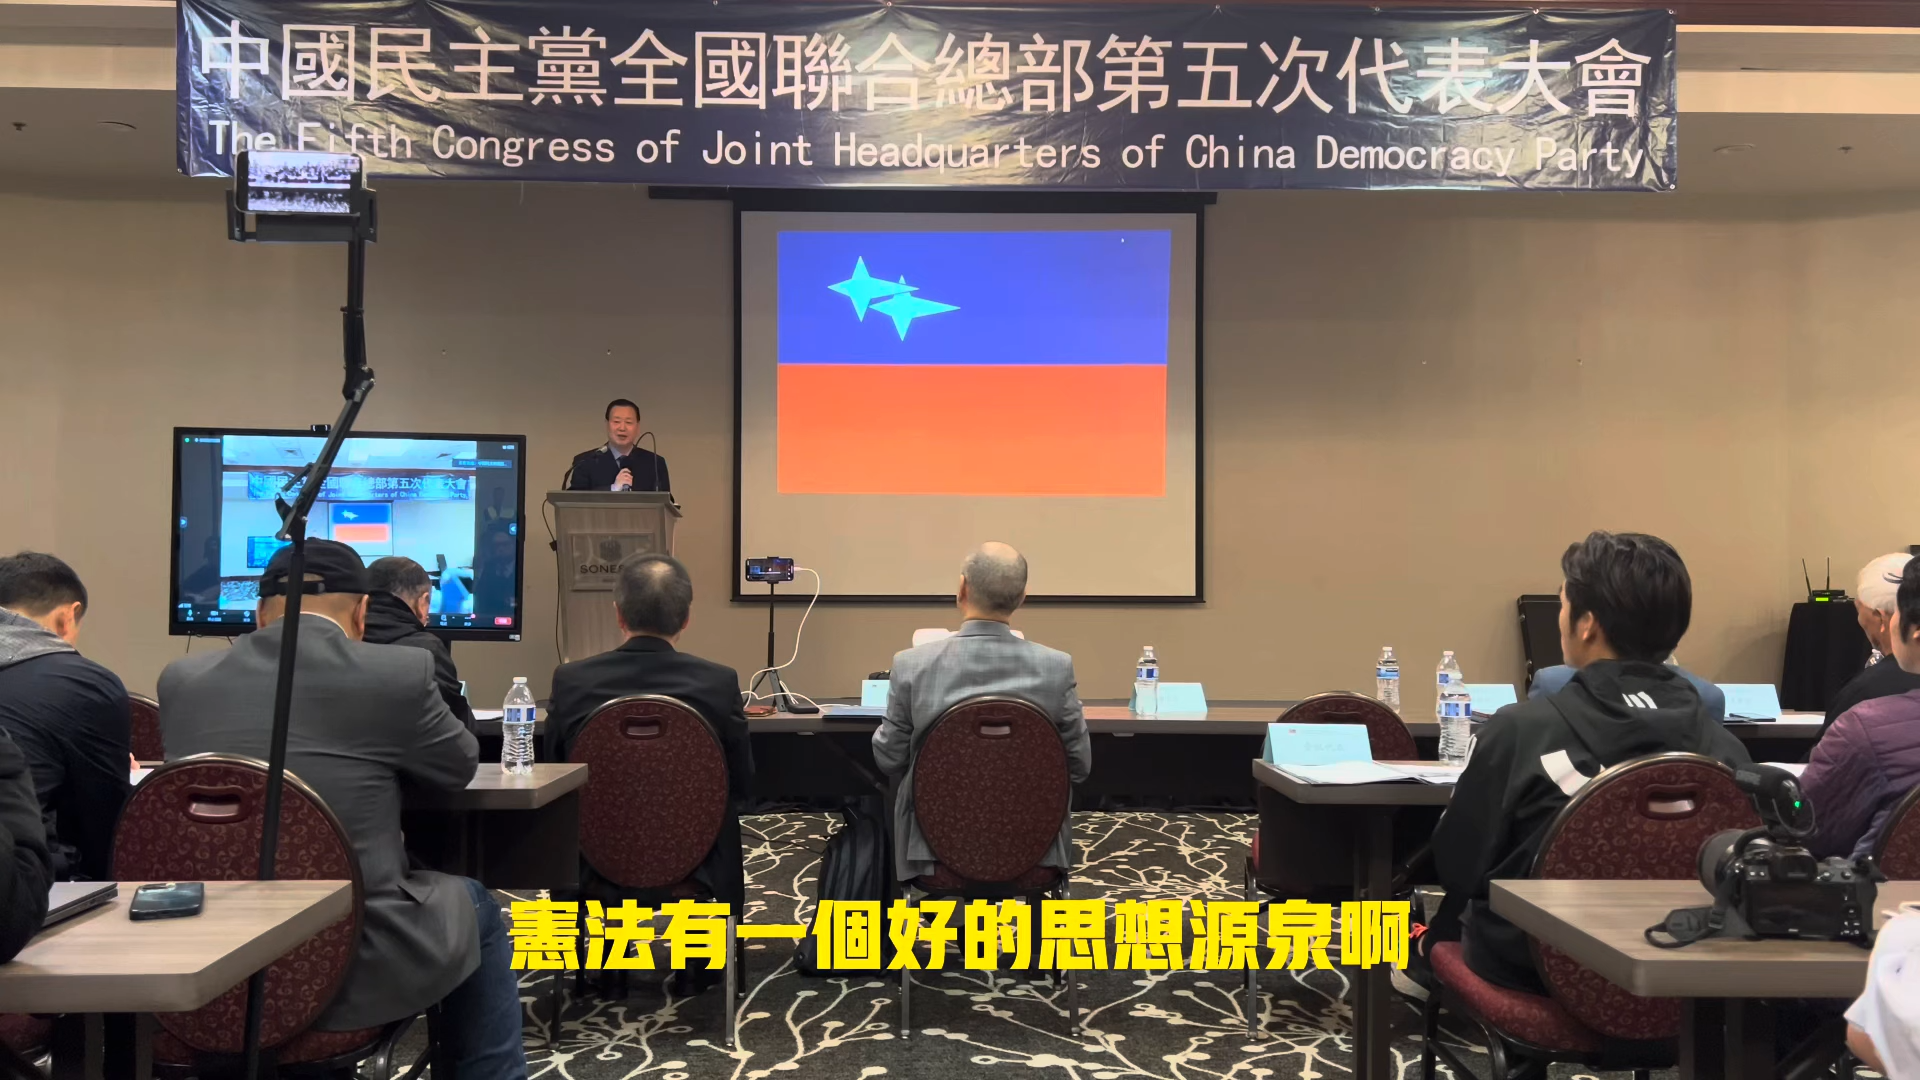 中國民主黨全國聯合總部第五次代表大會
The Fifth Congress of Joint Headquarters of China Democracy Party
憲法有一個好的思想源泉啊